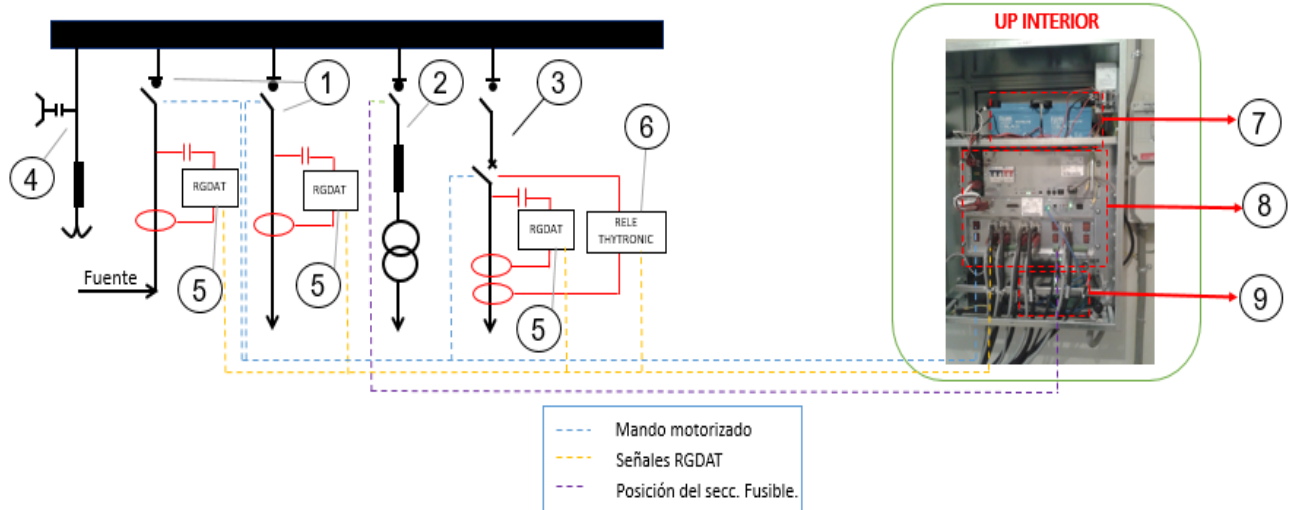 UP INTERIOR
1
2
3
4
6
7
RGDAT
RGDAT
8
RGDAT
RELE
THYTRONIC
Fuente
5
5
5
9
Mando motorizado
Señales RGDAT
Posición del secc. Fusible.